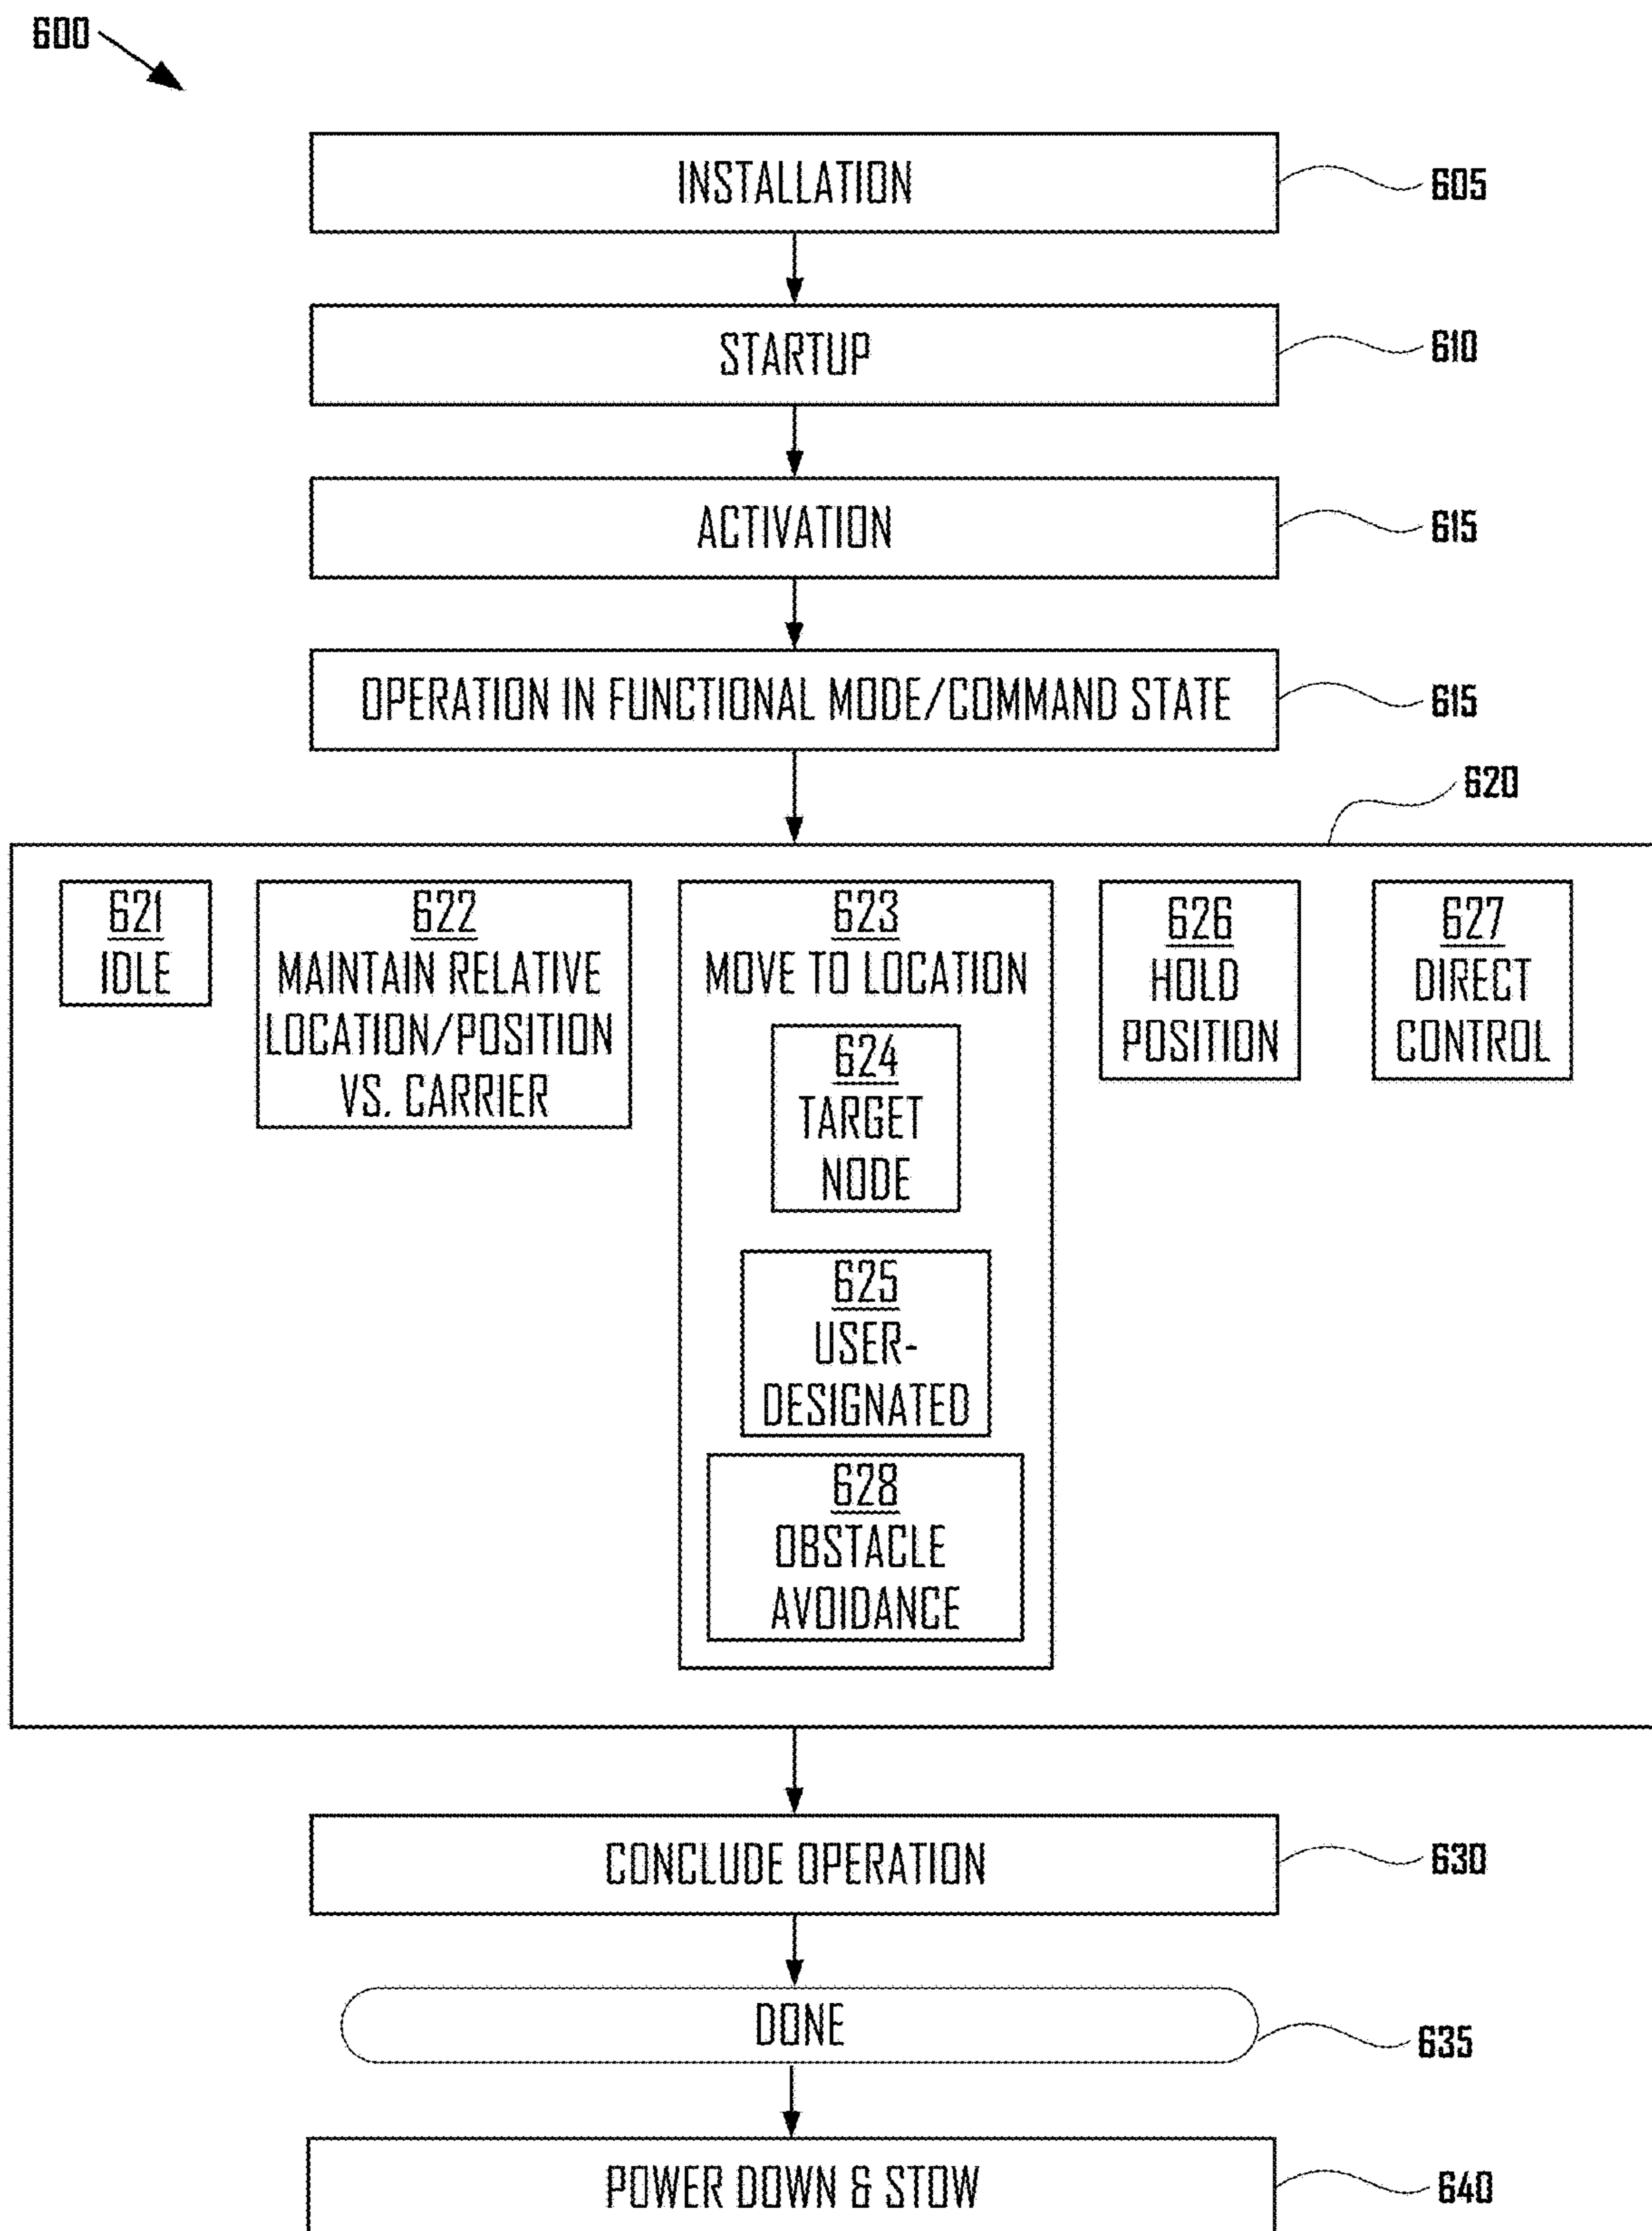 600
INSTALLATION
605
STARTUP
610
ACTIVATION
615
OPERATION IN FUNCTIONAL MODE/COMMAND STATE
615
620
621
IDLE
622
MAINTAIN RELATIVE
LOCATION/POSITION
VS. CARRIER
623
MOVE TO LOCATION
624
TARGET
NODE
625
USER-
DESIGNATED
628
OBSTACLE
AVOIDANCE
626
HOLD
POSITION
627
DIRECT
CONTROL
CONCLUDE OPERATION
630
DONE
635
POWER DOWN & STOW
640